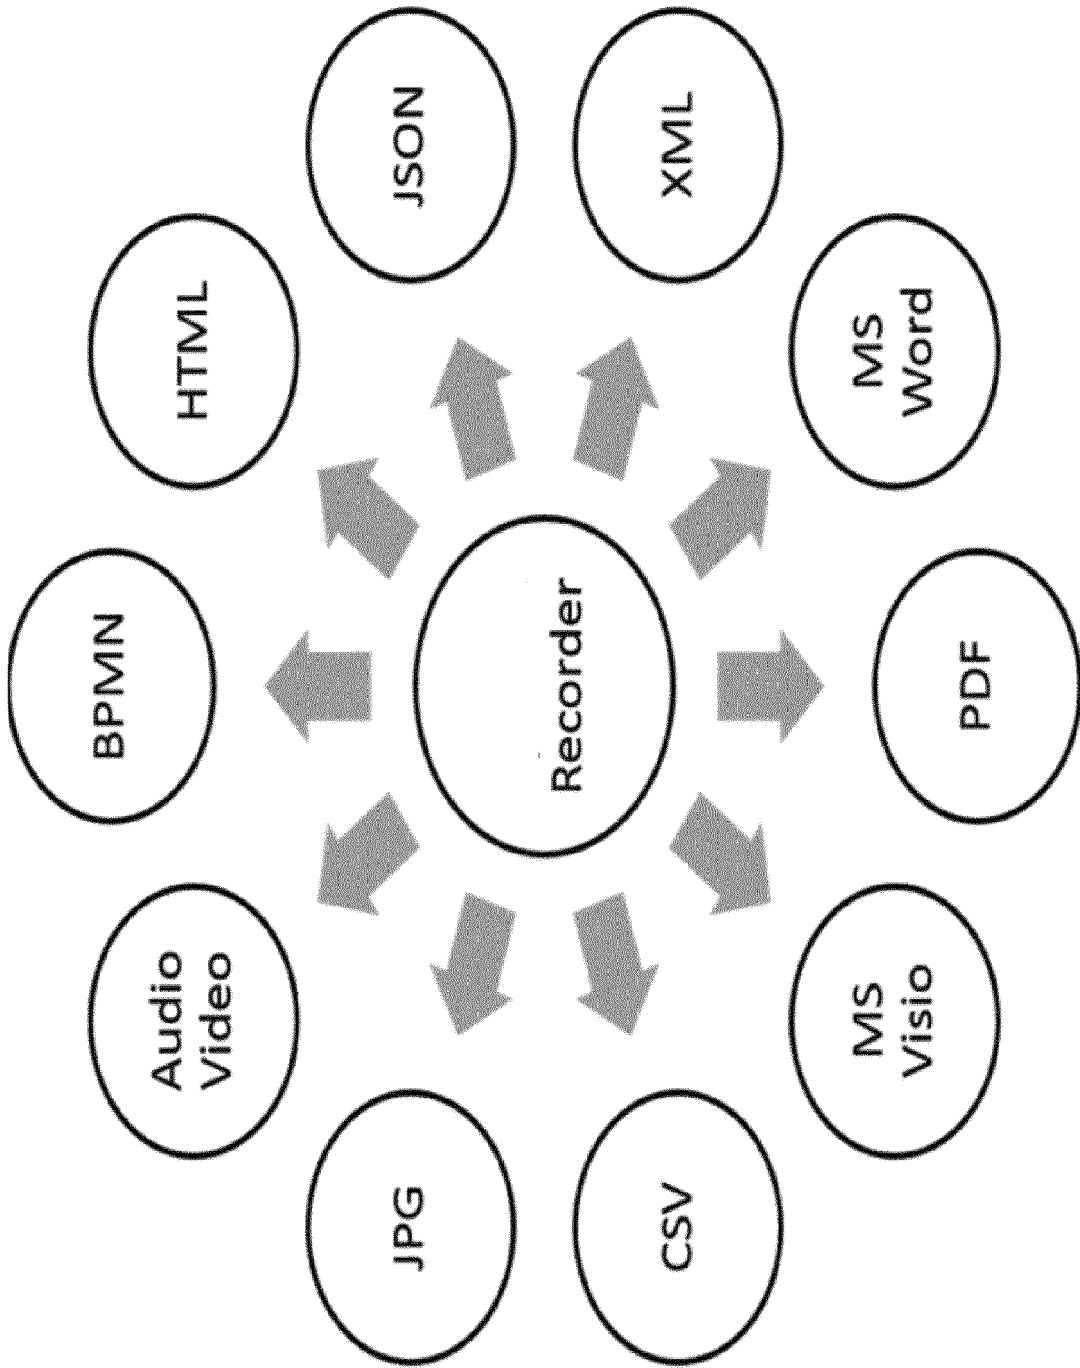 BPMN
Audio
Video
HTML
JPG
JSON
Recorder
CSV
XML
MS
Visio
MS
Word
PDF